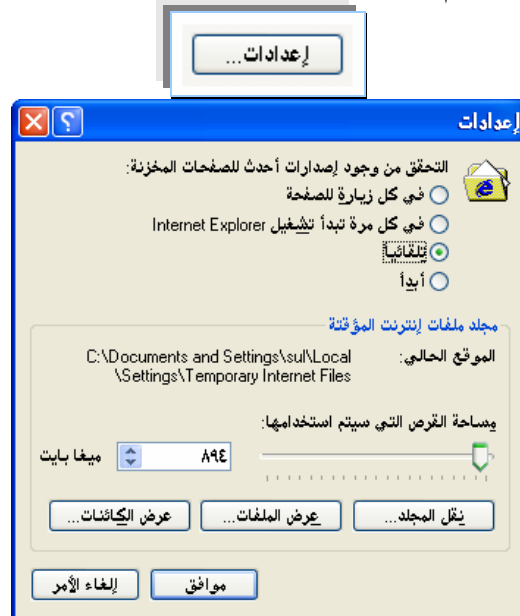 إعدادات...
إعدادات
التحقق من وجود إصدارات أحدث للصفحات المخزنة:
في كل زيارة للصفحة
في كل مرة تبدأ تشغيل Internet Explorer
تلقائياً
أبداً
مجلد ملفات إنترنت المؤقتة
الموقع الحالي: C:\Documents and Settings\sul\Local
\Settings\Temporary Internet Files
مساحة القرص التي سيتم استخدامها:
٨٩٤ ميغا بايت
نقل المجلد... عرض الملفات... عرض الكائنات...
موافق إلغاء الأمر